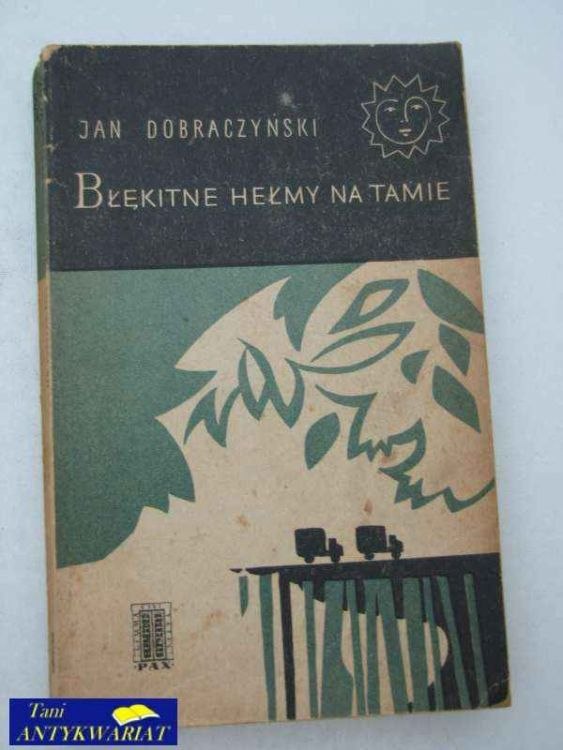 JAN DOBRACZYŃSKI
BŁĘKITNE HEŁMY NA TAMIE
PAX
Tani
ANTYKWARIAT